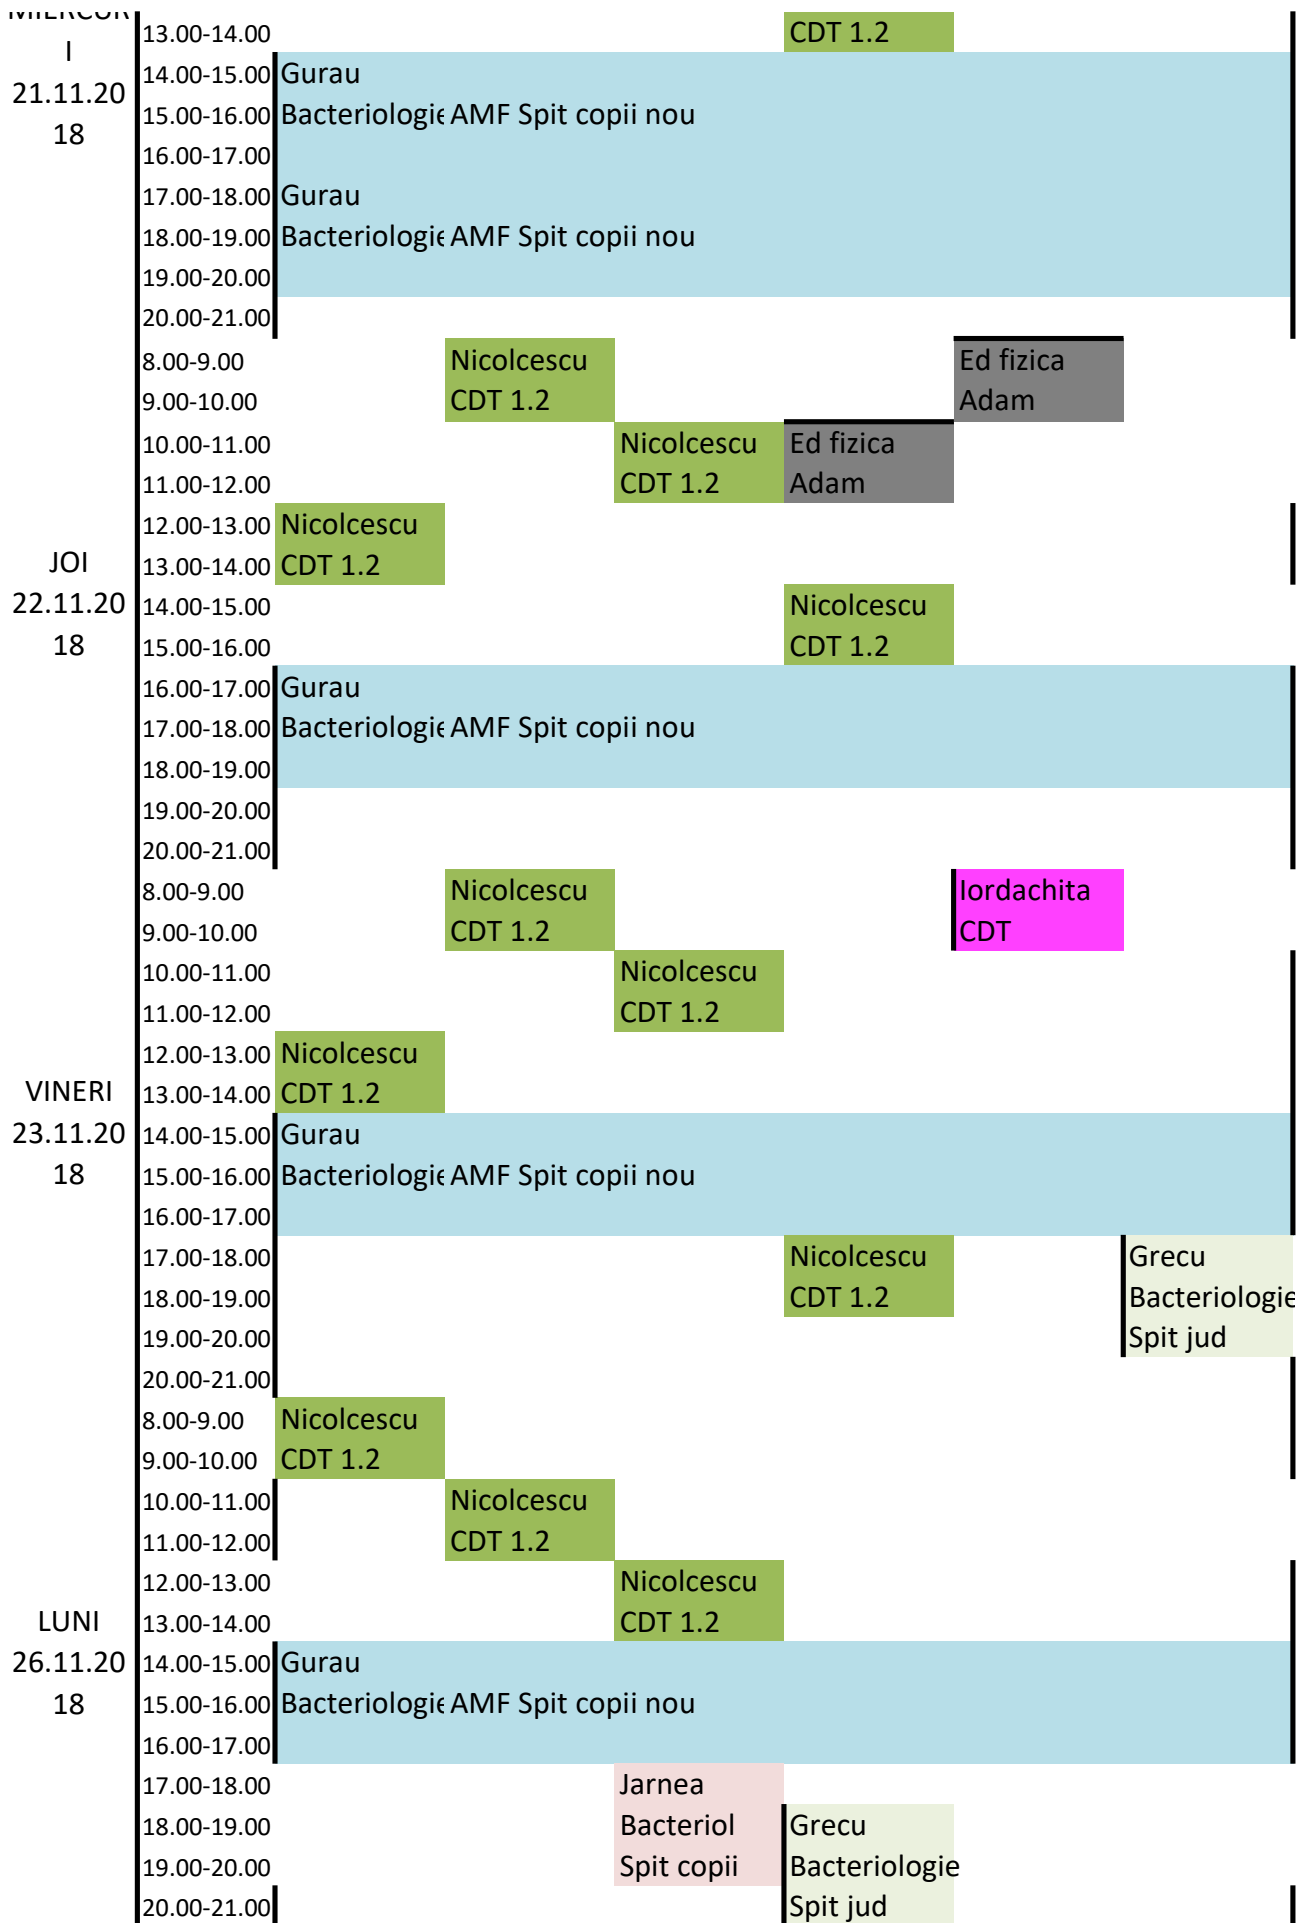 MIERCUR
I
21.11.20
18
13.00-14.00 CDT 1.2
14.00-15.00 Gurau
15.00-16.00 Bacteriologie AMF Spit copii nou
16.00-17.00
17.00-18.00 Gurau
18.00-19.00 Bacteriologie AMF Spit copii nou
19.00-20.00
20.00-21.00
JOI
22.11.20
18
8.00-9.00 Nicolcescu Ed fizica
9.00-10.00 CDT 1.2 Adam
10.00-11.00 Nicolcescu Ed fizica
11.00-12.00 CDT 1.2 Adam
12.00-13.00 Nicolcescu
13.00-14.00 CDT 1.2
14.00-15.00 Nicolcescu
15.00-16.00 CDT 1.2
16.00-17.00 Gurau
17.00-18.00 Bacteriologie AMF Spit copii nou
18.00-19.00
19.00-20.00
20.00-21.00
VINERI
23.11.20
18
8.00-9.00 Nicolcescu Iordachita
9.00-10.00 CDT 1.2 CDT
10.00-11.00 Nicolcescu
11.00-12.00 CDT 1.2
12.00-13.00 Nicolcescu
13.00-14.00 CDT 1.2
14.00-15.00 Gurau
15.00-16.00 Bacteriologie AMF Spit copii nou
16.00-17.00
17.00-18.00 Nicolcescu Grecu
18.00-19.00 CDT 1.2 Bacteriologie
19.00-20.00 Spit jud
20.00-21.00
LUNI
26.11.20
18
8.00-9.00 Nicolcescu
9.00-10.00 CDT 1.2
10.00-11.00 Nicolcescu
11.00-12.00 CDT 1.2
12.00-13.00 Nicolcescu
13.00-14.00 CDT 1.2
14.00-15.00 Gurau
15.00-16.00 Bacteriologie AMF Spit copii nou
16.00-17.00
17.00-18.00 Jarnea
18.00-19.00 Bacteriol Grecu
19.00-20.00 Spit copii Bacteriologie
20.00-21.00 Spit jud